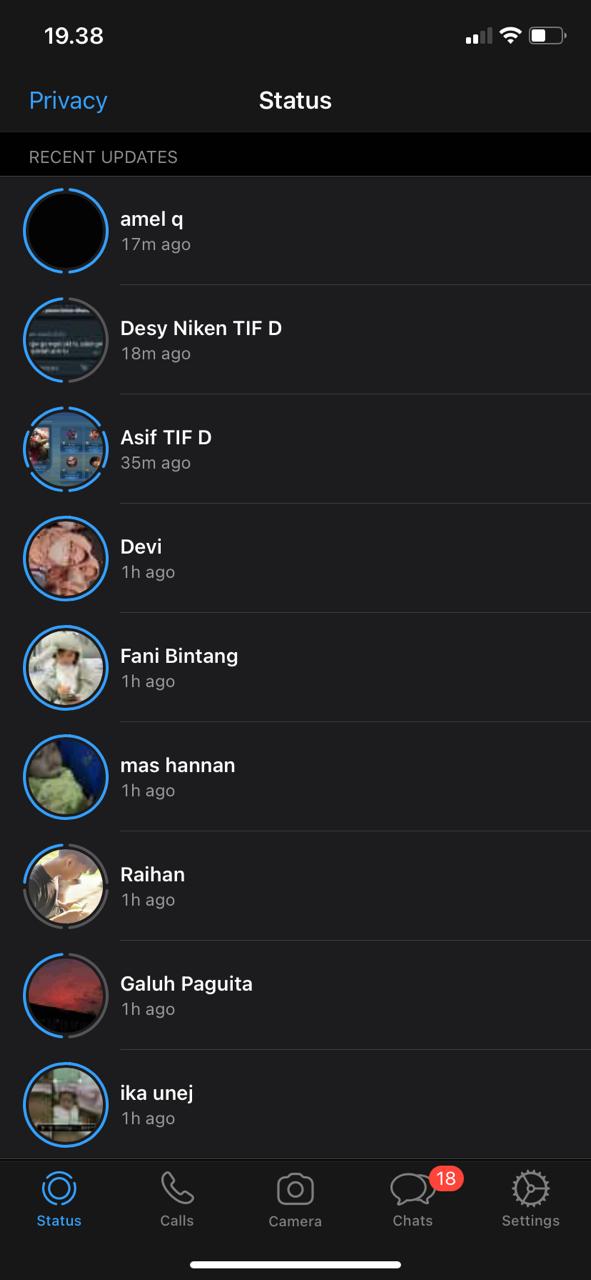 19.38
Privacy
Status
RECENT UPDATES
amel q
17m ago
Desy Niken TIF D
18m ago
Asif TIF D
35m ago
Devi
1h ago
Fani Bintang
1h ago
mas hannan
1h ago
Raihan
1h ago
Galuh Paguita
1h ago
ika unej
1h ago
18
Status
Calls
Camera
Chats
Settings